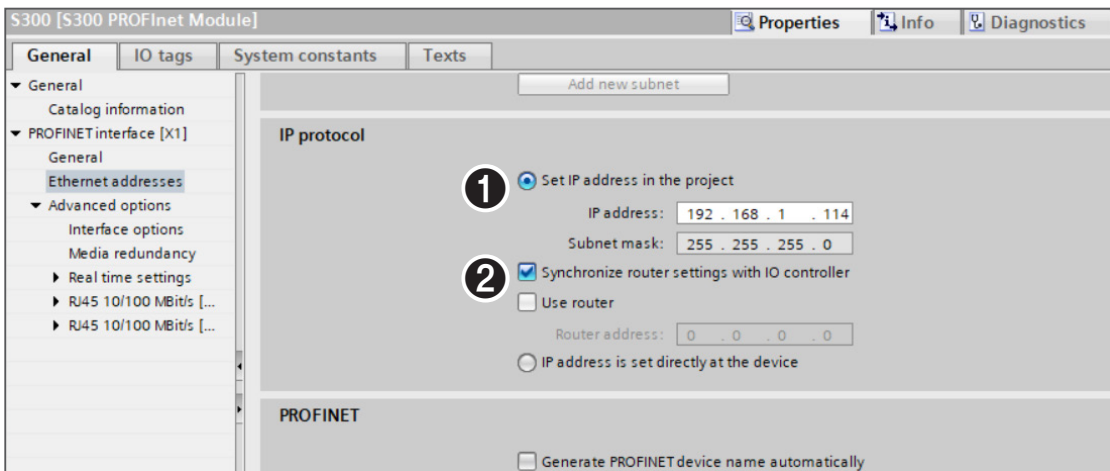 S300 [S300 PROFInet Module]
Properties
Info
Diagnostics
General
IO tags
System constants
Texts
General
Catalog information
PROFINET interface [X1]
General
Ethernet addresses
Advanced options
Interface options
Media redundancy
Real time settings
RJ45 10/100 MBit/s [...
RJ45 10/100 MBit/s [...
Add new subnet
IP protocol
1 Set IP address in the project
IP address: 192 . 168 . 1 . 114
Subnet mask: 255 . 255 . 255 . 0
2 Synchronize router settings with IO controller
Use router
Router address: 0 . 0 . 0 . 0
IP address is set directly at the device
PROFINET
Generate PROFINET device name automatically